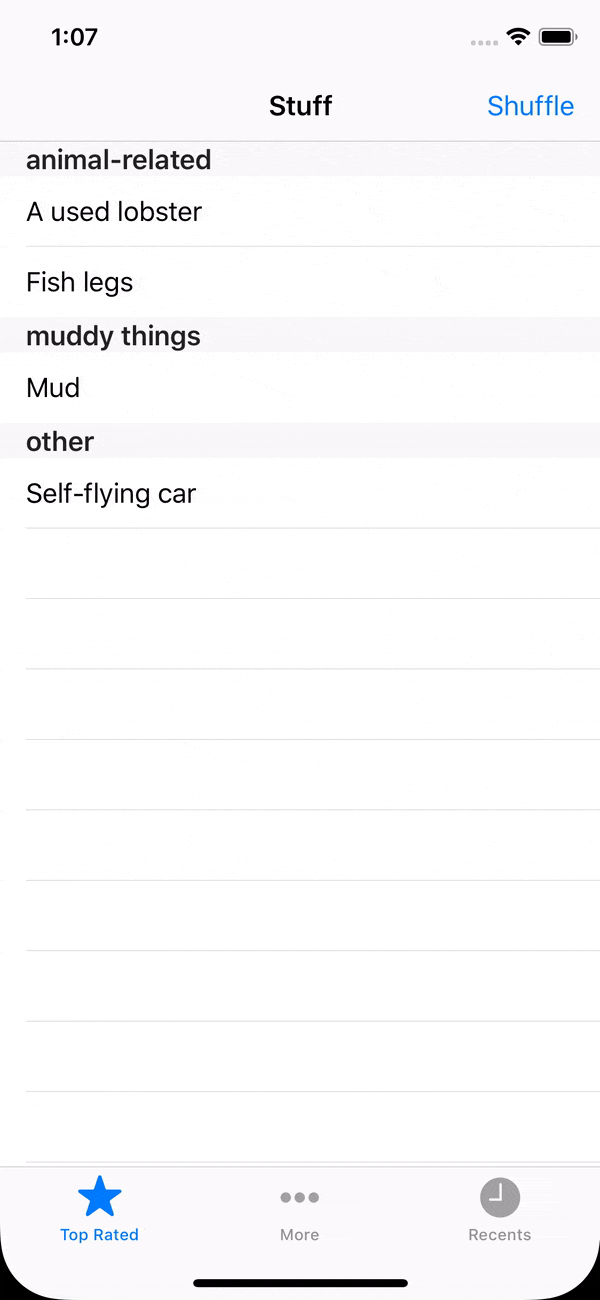 1:07
Stuff
Shuffle
animal-related
A used lobster
Fish legs
muddy things
Mud
other
Self-flying car
Top Rated
More
Recents